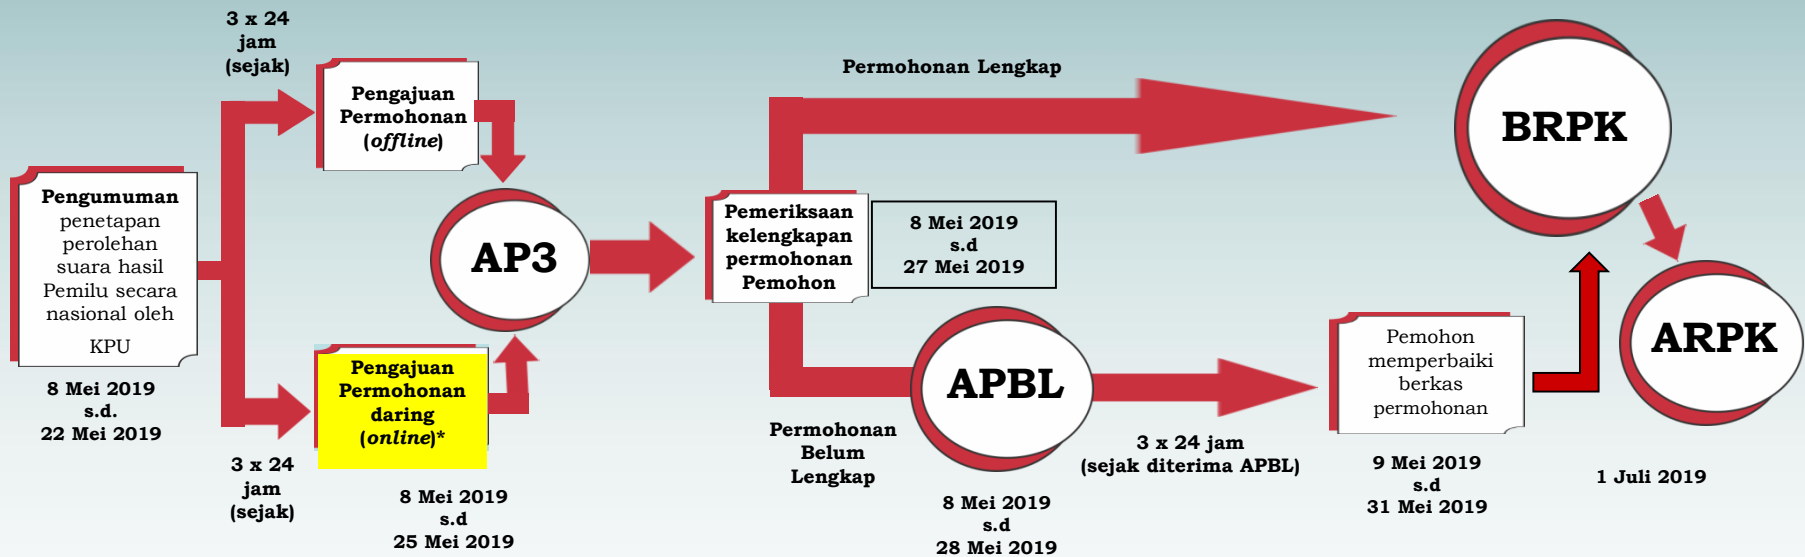 Pengumuman
penetapan
perolehan
suara hasil
Pemilu secara
nasional oleh
KPU
8 Mei 2019
s.d.
22 Mei 2019
3 x 24
jam
(sejak)
Pengajuan
Permohonan
(offline)
3 x 24
jam
(sejak)
Pengajuan
Permohonan
daring
(online)*
8 Mei 2019
s.d
25 Mei 2019
AP3
Pemeriksaan
kelengkapan
permohonan
Pemohon
8 Mei 2019
s.d
27 Mei 2019
Permohonan Lengkap
Permohonan
Belum
Lengkap
APBL
8 Mei 2019
s.d
28 Mei 2019
3 x 24 jam
(sejak diterima APBL)
Pemohon
memperbaiki
berkas
permohonan
9 Mei 2019
s.d
31 Mei 2019
BRPK
ARPK
1 Juli 2019